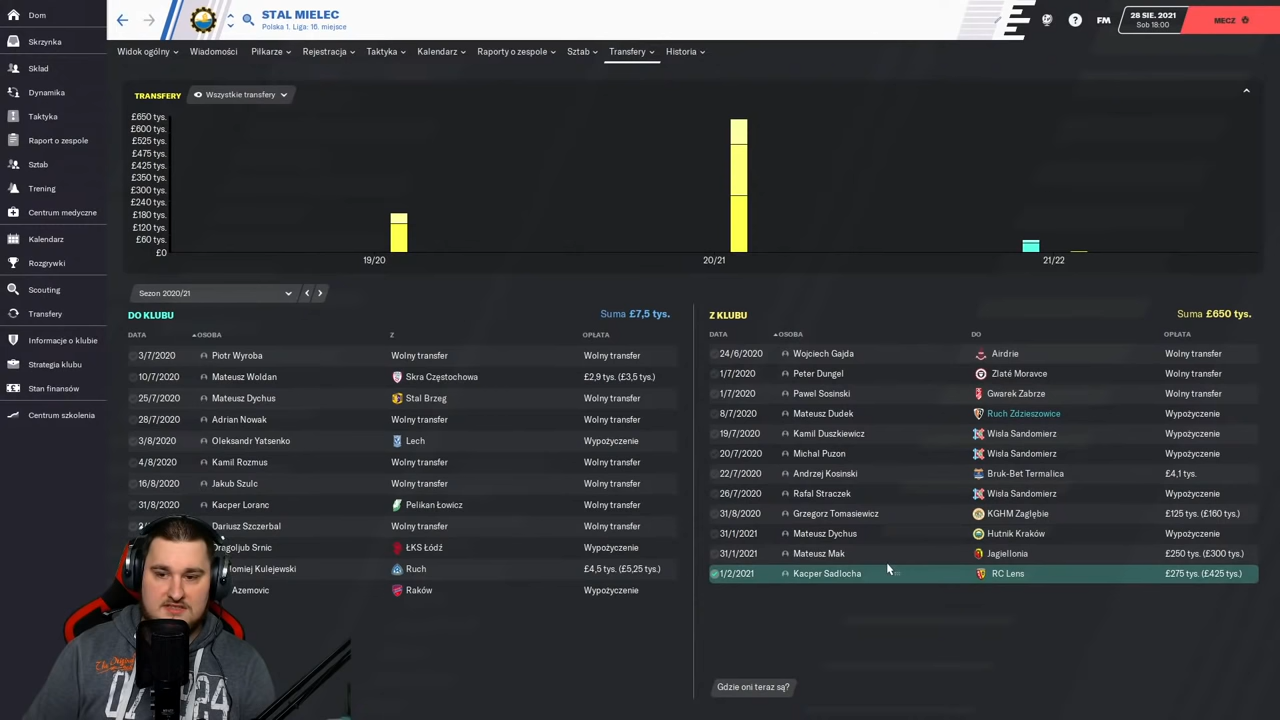 Dom
Skrzynka
Skład
Dynamika
Taktyka
Raport o zespole
Sztab
Trening
Centrum medyczne
Kalendarz
Rozgrywki
Scouting
Transfery
Informacje o klubie
Strategia klubu
Stan finansów
Centrum szkolenia
STAL MIELEC
Polska 1. Liga: 16. miejsce
FM
28 SIE. 2021
Sob 18:00
MECZ
Widok ogólny Wiadomości Piłkarze Rejestracja Taktyka Kalendarz Raporty o zespole Sztab Transfery Historia
TRANSFERY Wszystkie transfery
£650 tys.
£600 tys.
£525 tys.
£475 tys.
£425 tys.
£350 tys.
£300 tys.
£240 tys.
£180 tys.
£120 tys.
£60 tys.
£0
19/20 20/21 21/22
Sezon 2020/21
DO KLUBU Suma £7,5 tys.
DATA OSOBA Z OPŁATA
3/7/2020 Piotr Wyroba Wolny transfer Wolny transfer
10/7/2020 Mateusz Woldan Skra Częstochowa £2,9 tys. (£3,5 tys.)
25/7/2020 Mateusz Dychus Stal Brzeg Wolny transfer
28/7/2020 Adrian Nowak Wolny transfer Wolny transfer
3/8/2020 Oleksandr Yatsenko Lech Wypożyczenie
4/8/2020 Kamil Rozmus Wolny transfer Wolny transfer
16/8/2020 Jakub Szulc Wolny transfer Wolny transfer
31/8/2020 Kacper Loranc Pelikan Łowicz Wolny transfer
Dariusz Szczerbal Wolny transfer Wolny transfer
Dragoljub Srnic ŁKS Łódź Wypożyczenie
Kulejewski Ruch £4,5 tys. (£5,25 tys.)
Azemovic Raków Wypożyczenie
Z KLUBU Suma £650 tys.
DATA OSOBA DO OPŁATA
24/6/2020 Wojciech Gajda Airdrie Wolny transfer
1/7/2020 Peter Dungel Zlaté Moravce Wolny transfer
1/7/2020 Pawel Sosinski Gwarek Zabrze Wolny transfer
8/7/2020 Mateusz Dudek Ruch Zdzieszowice Wypożyczenie
19/7/2020 Kamil Duszkiewicz Wisła Sandomierz Wypożyczenie
20/7/2020 Michal Puzon Wisła Sandomierz Wypożyczenie
22/7/2020 Andrzej Kosinski Bruk-Bet Termalica £4,1 tys.
26/7/2020 Rafal Straczek Wisła Sandomierz Wypożyczenie
31/8/2020 Grzegorz Tomasiewicz KGHM Zagłębie £125 tys. (£160 tys.)
31/1/2021 Mateusz Dychus Hutnik Kraków Wypożyczenie
31/1/2021 Mateusz Mak Jagiellonia £250 tys. (£300 tys.)
1/2/2021 Kacper Sadlocha RC Lens £275 tys. (£425 tys.)
Gdzie oni teraz są?